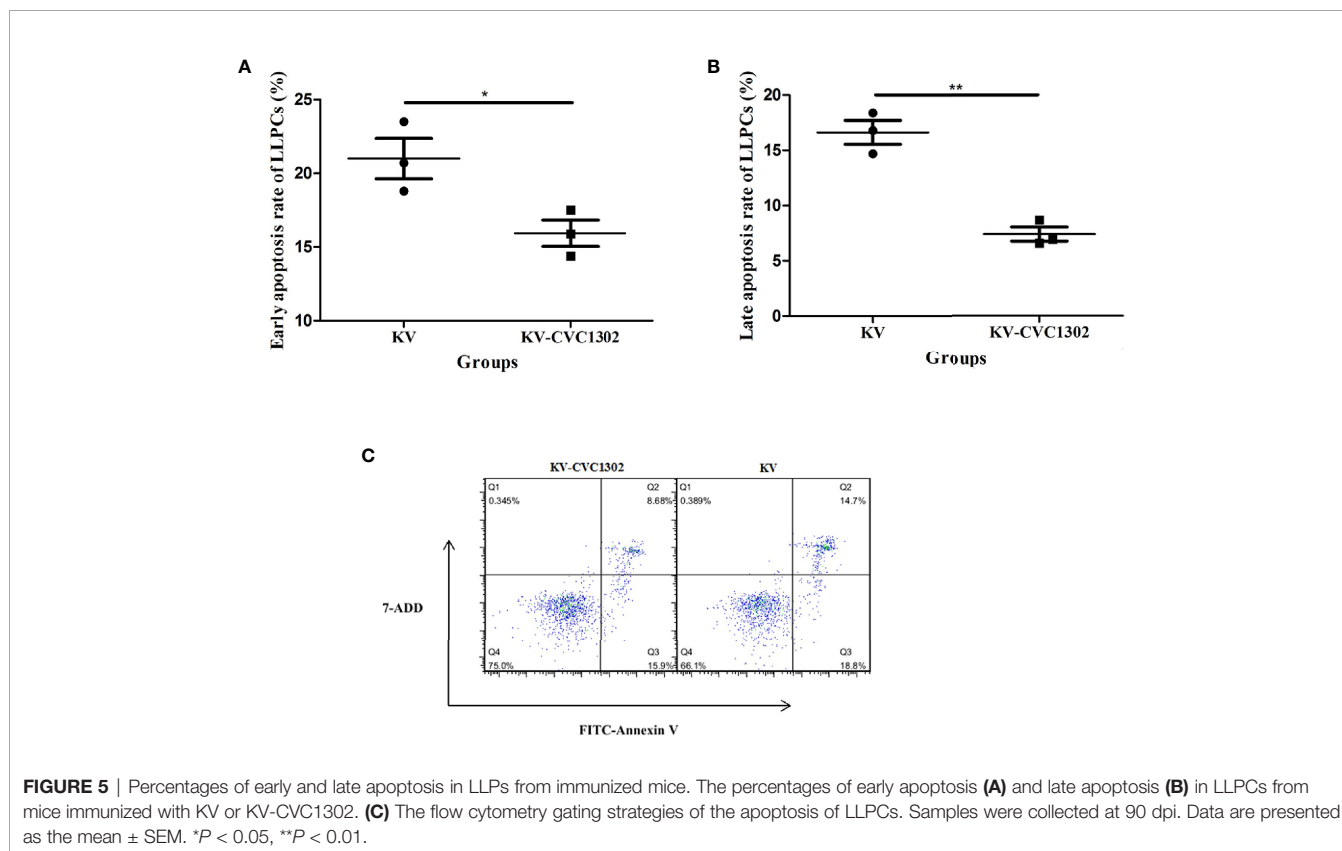 A
Early apoptosis rate of LLPCs (%)
25
20
15
10
*
KV
KV-CVC1302
Groups
B
Late apoptosis rate of LLPCs (%)
20
15
10
5
0
**
KV
KV-CVC1302
Groups
C
KV-CVC1302
KV
Q1
0.345%
Q2
8.68%
Q4
75.0%
Q3
15.9%
Q1
0.389%
Q2
14.7%
Q4
66.1%
Q3
18.8%
7-ADD
FITC-Annexin V
FIGURE 5 | Percentages of early and late apoptosis in LLPs from immunized mice. The percentages of early apoptosis (A) and late apoptosis (B) in LLPCs from
mice immunized with KV or KV-CVC1302. (C) The flow cytometry gating strategies of the apoptosis of LLPCs. Samples were collected at 90 dpi. Data are presented
as the mean ± SEM. *P < 0.05, **P < 0.01.